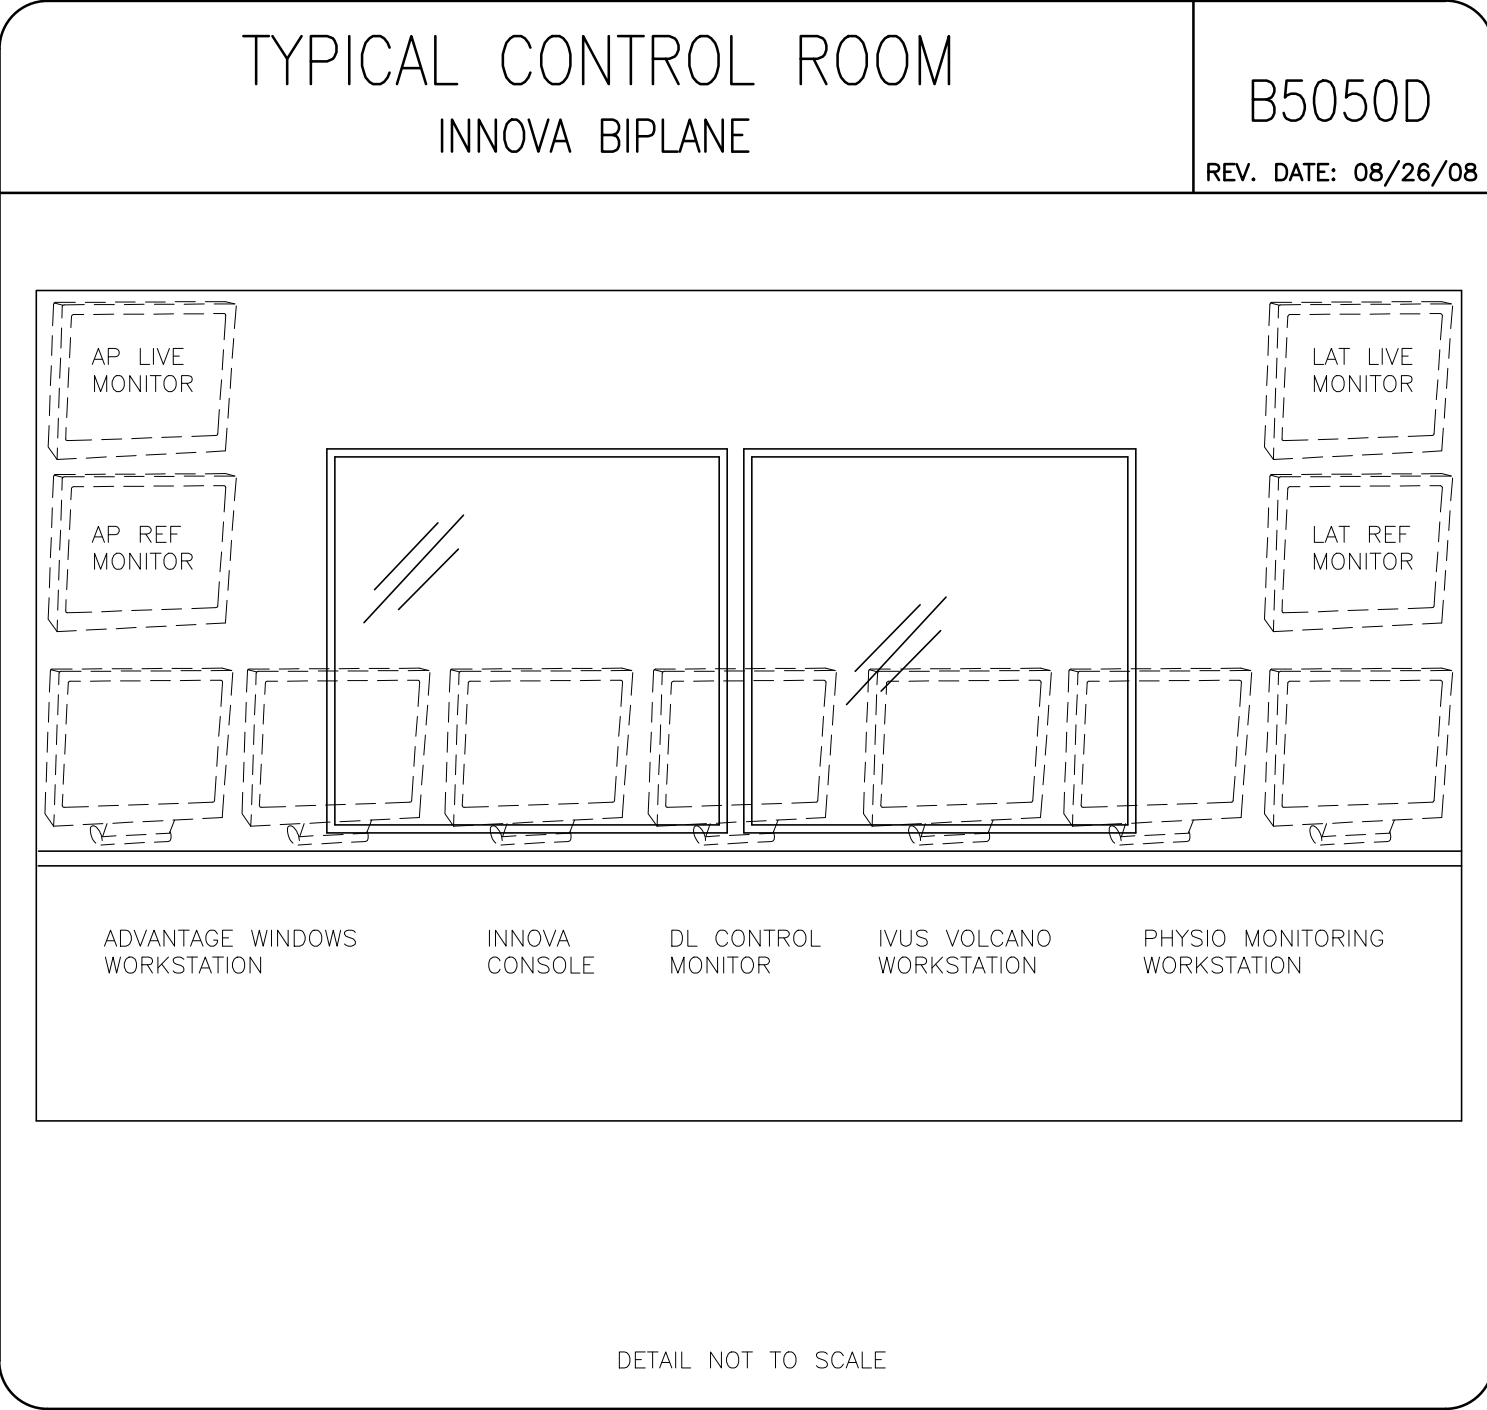 TYPICAL CONTROL ROOM
INNOVA BIPLANE
B5050D
REV. DATE: 08/26/08
AP LIVE
MONITOR
LAT LIVE
MONITOR
AP REF
MONITOR
LAT REF
MONITOR
ADVANTAGE WINDOWS
WORKSTATION
INNOVA
CONSOLE
DL CONTROL
MONITOR
IVUS VOLCANO
WORKSTATION
PHYSIO MONITORING
WORKSTATION
DETAIL NOT TO SCALE